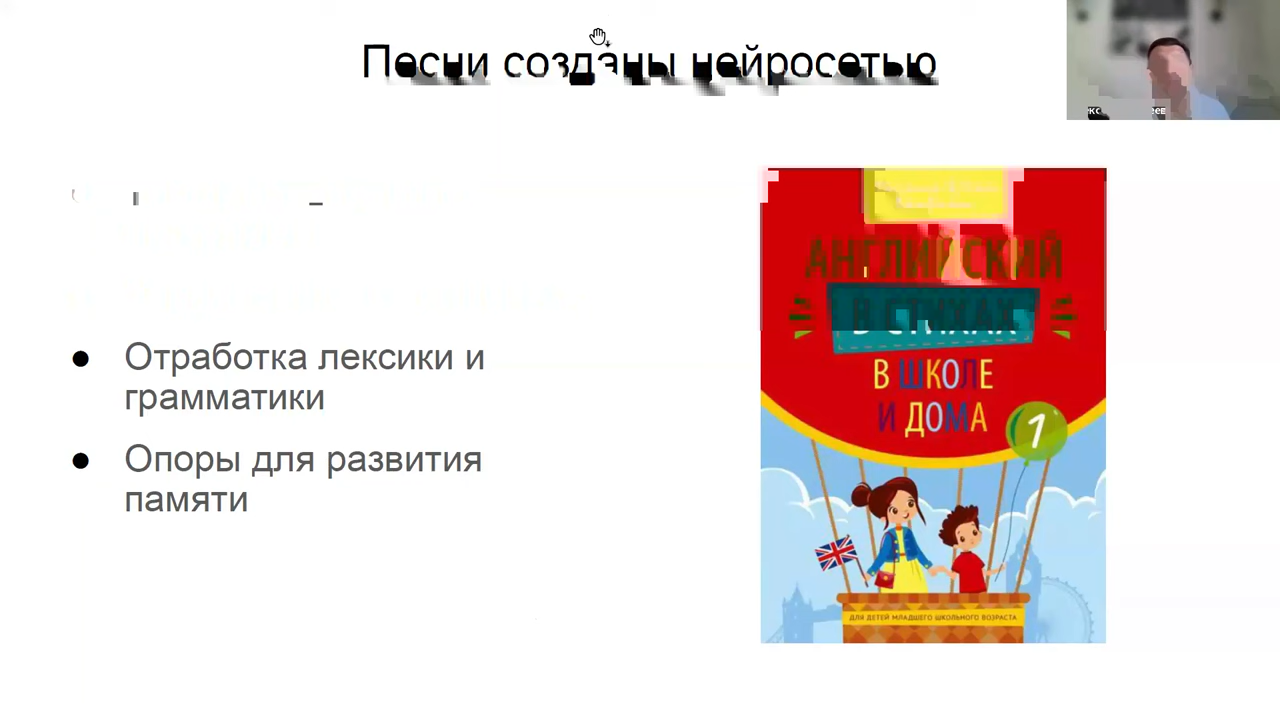 Песни созданы нейросетью
Отработка лексики и
грамматики
Опоры для развития
памяти
АНГЛИЙСКИЙ
В СТИХАХ
В ШКОЛЕ
И ДОМА
1
ДЛЯ ДЕТЕЙ МЛАДШЕГО ШКОЛЬНОГО ВОЗРАСТА